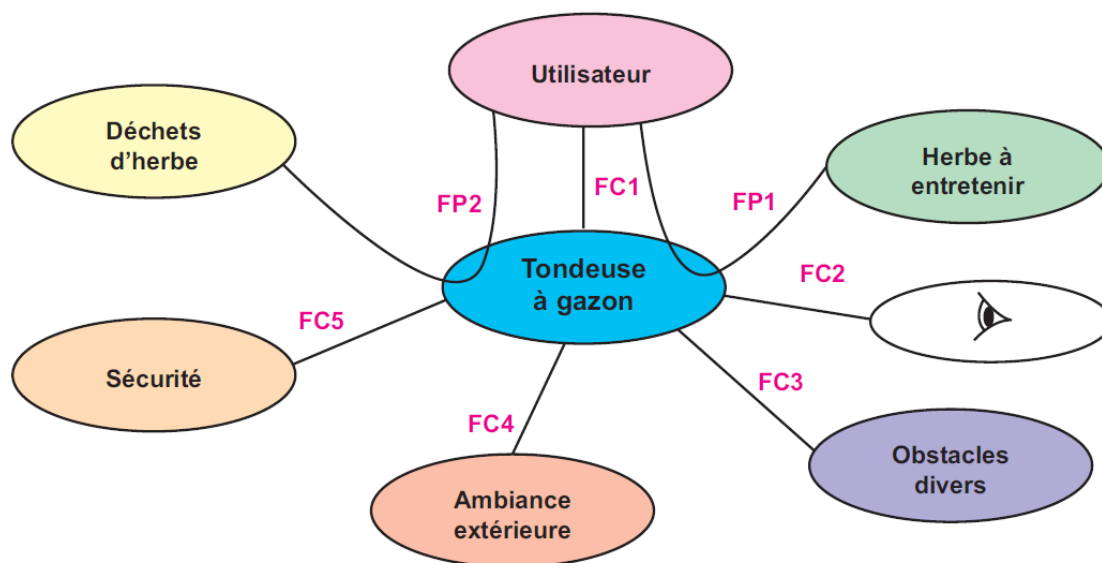 Utilisateur
Déchets
d’herbe
Herbe à
entretenir
FP2
FC1
FP1
Tondeuse
à gazon
FC2
FC5
Sécurité
FC3
FC4
Obstacles
divers
Ambiance
extérieure